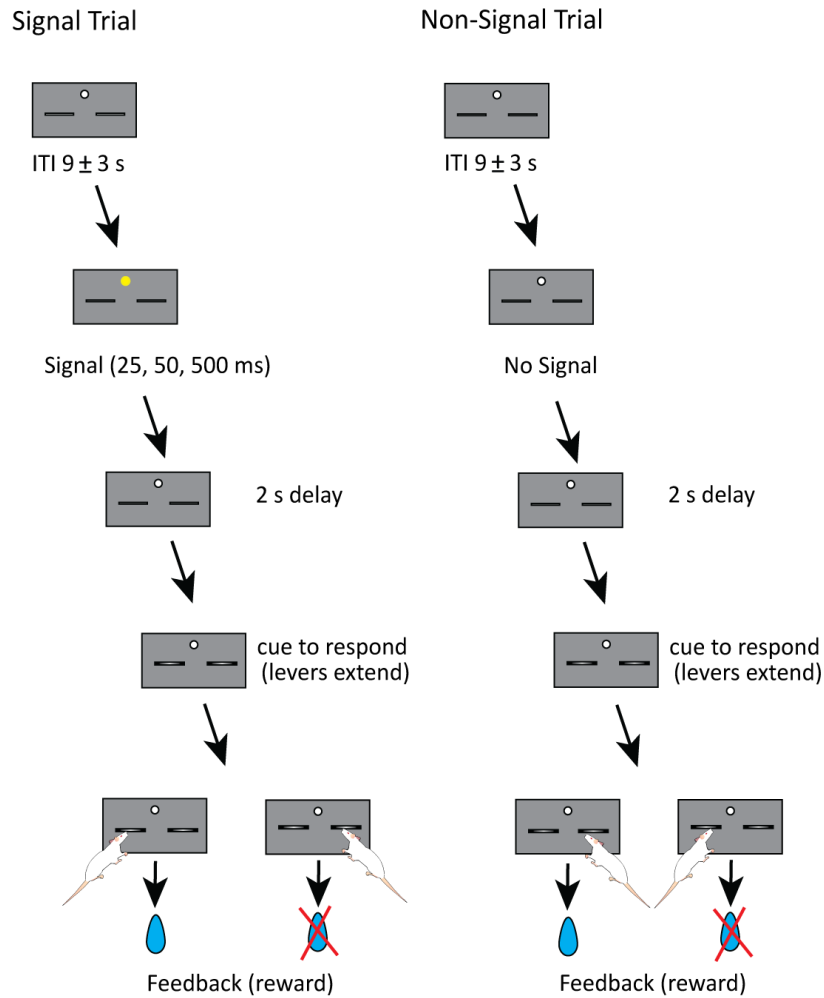 Signal Trial
Non-Signal Trial
ITI 9 ± 3 s
ITI 9 ± 3 s
Signal (25, 50, 500 ms)
No Signal
2 s delay
2 s delay
cue to respond
(levers extend)
cue to respond
(levers extend)
Feedback (reward)
Feedback (reward)